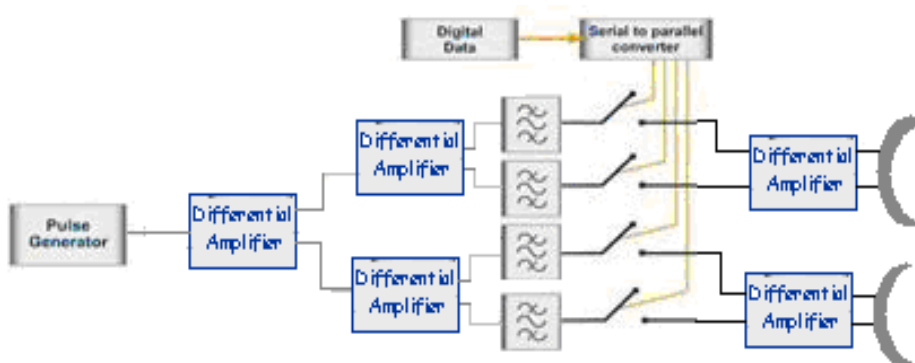 Digital
Data
Serial to parallel
converter
Differential
Amplifier
Differential
Amplifier
Differential
Amplifier
Pulse
Generator
Differential
Amplifier
Differential
Amplifier